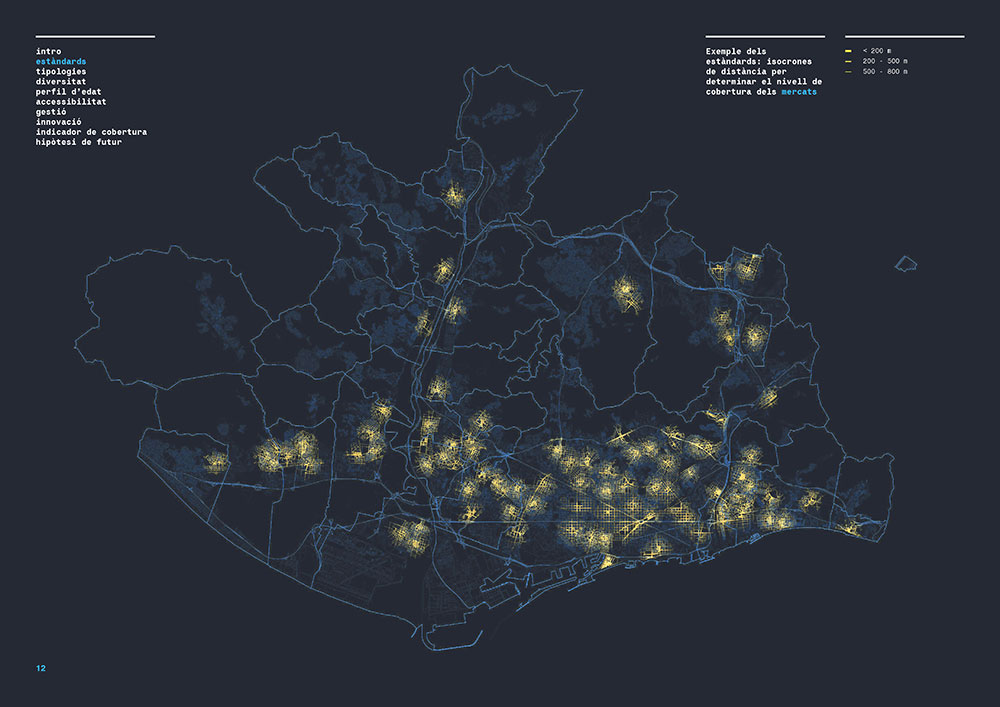 intro
estàndards
tipologies
diversitat
perfil d'edat
accessibilitat
gestió
innovació
indicador de cobertura
hipòtesi de futur
Exemple dels
estàndards: isocrones
de distància per
determinar el nivell de
cobertura dels mercats
< 200 m
200 - 500 m
500 - 800 m
12